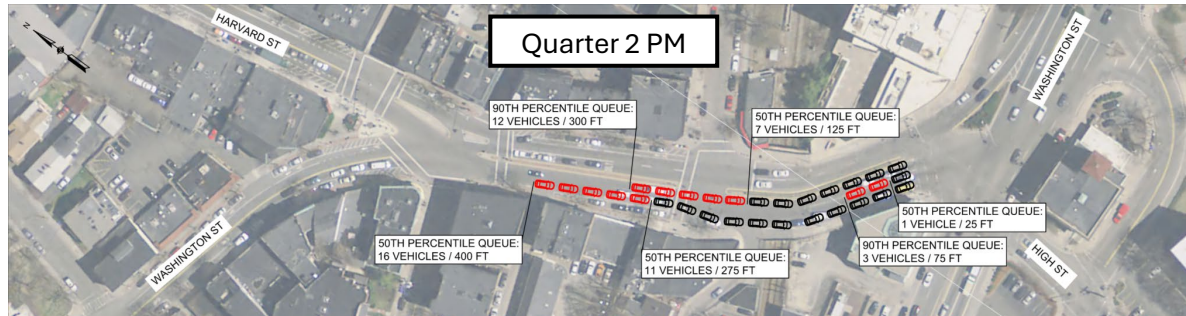 Quarter 2 PM
N
HARVARD ST
WASHINGTON ST
90TH PERCENTILE QUEUE:
12 VEHICLES / 300 FT
50TH PERCENTILE QUEUE:
7 VEHICLES / 125 FT
50TH PERCENTILE QUEUE:
16 VEHICLES / 400 FT
50TH PERCENTILE QUEUE:
11 VEHICLES / 275 FT
50TH PERCENTILE QUEUE:
1 VEHICLE / 25 FT
90TH PERCENTILE QUEUE:
3 VEHICLES / 75 FT
WASHINGTON ST
HIGH ST